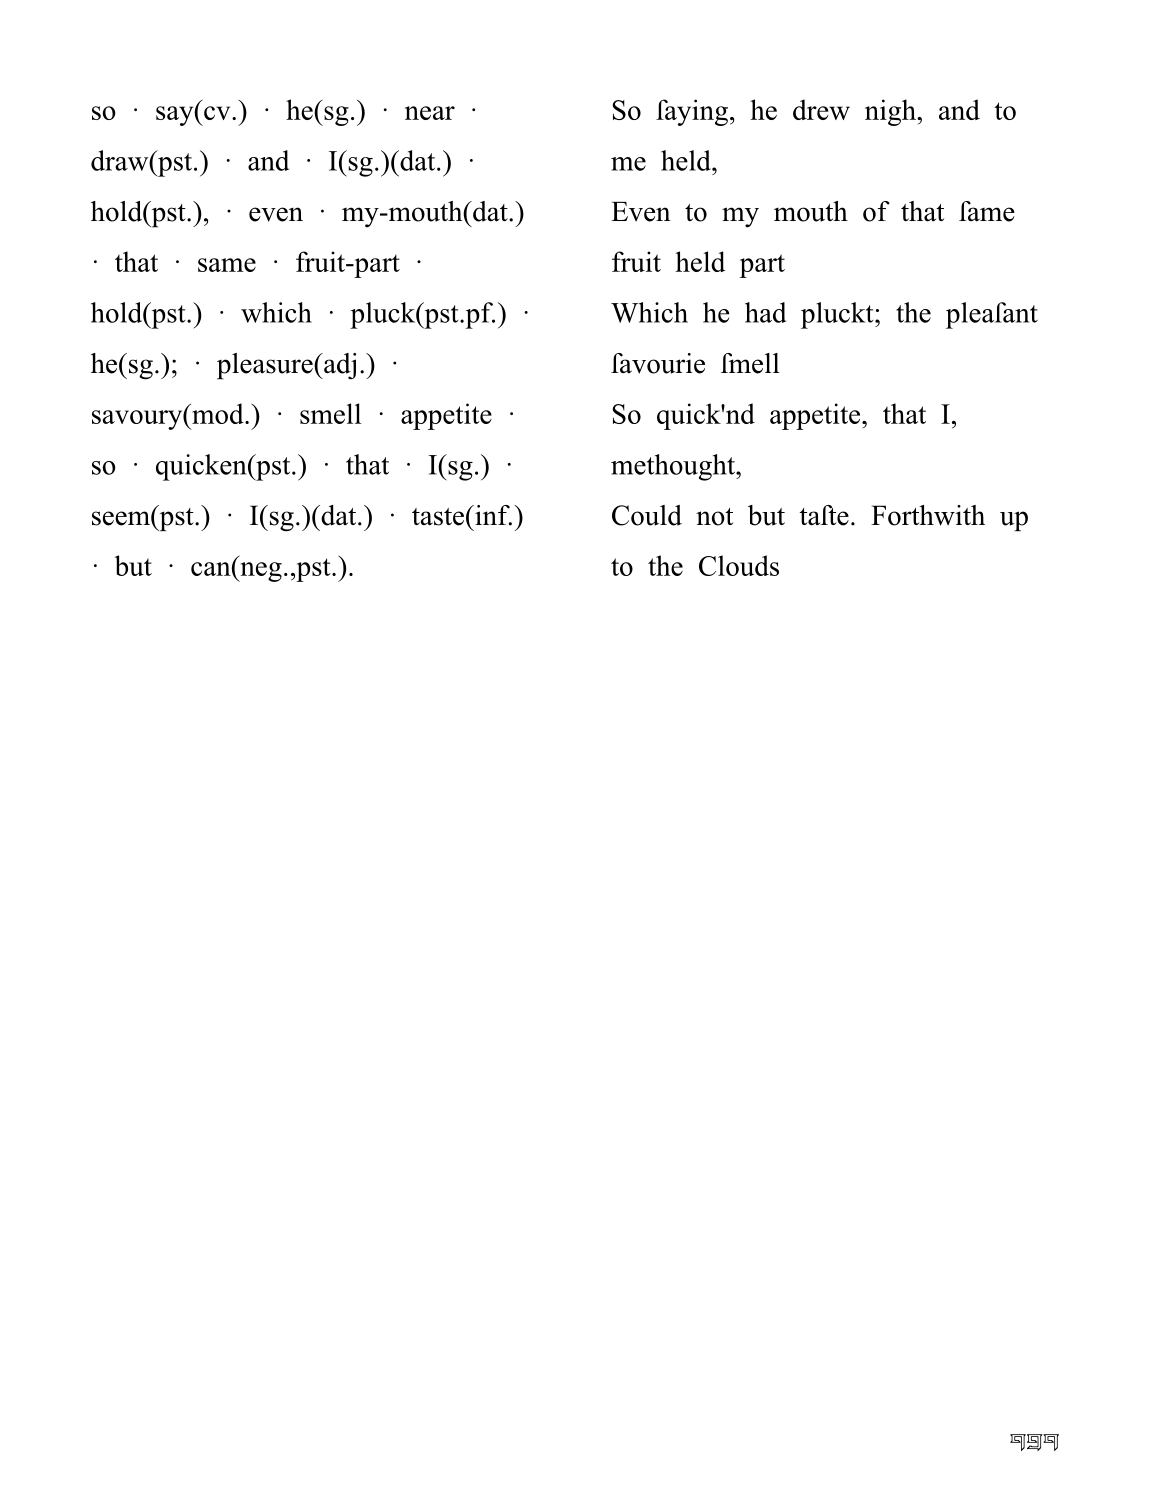 so · say(cv.) · he(sg.) · near ·
draw(pst.) · and · I(sg.)(dat.) ·
hold(pst.), · even · my-mouth(dat.)
· that · same · fruit-part ·
hold(pst.) · which · pluck(pst.pf.) ·
he(sg.); · pleasure(adj.) ·
savoury(mod.) · smell · appetite ·
so · quicken(pst.) · that · I(sg.) ·
seem(pst.) · I(sg.)(dat.) · taste(inf.)
· but · can(neg.,pst.).
So ſaying, he drew nigh, and to
me held,
Even to my mouth of that ſame
fruit held part
Which he had pluckt; the pleaſant
ſavourie ſmell
So quick'nd appetite, that I,
methought,
Could not but taſte. Forthwith up
to the Clouds